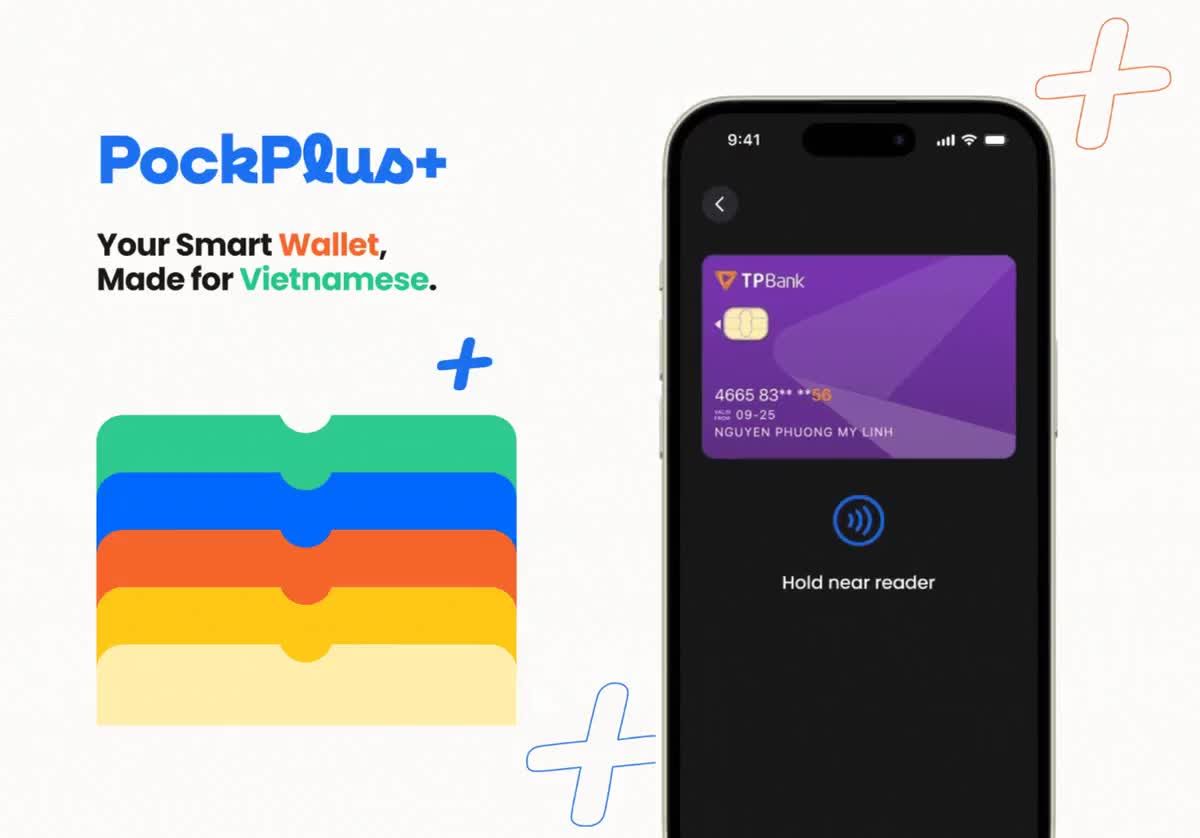 PockPlus+
Your Smart Wallet,
Made for Vietnamese.
9:41
TPBank
4665 83** **56
VALID
FROM 09-25
NGUYEN PHUONG MY LINH
Hold near reader